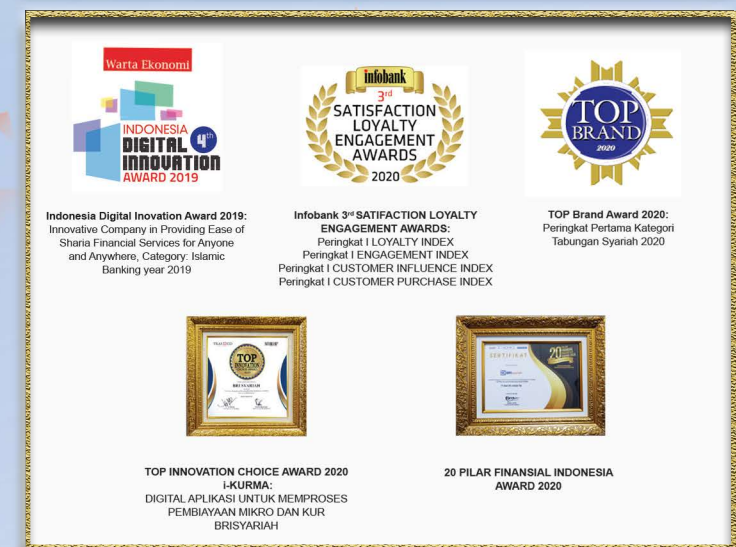 Warta Ekonomi
INDONESIA
DIGITAL 4th
INNOVATION
AWARD 2019
infobank
3rd
SATISFACTION
LOYALTY
ENGAGEMENT
AWARDS
2020
TOP
BRAND
2020
Indonesia Digital Inovation Award 2019:
Innovative Company in Providing Ease of
Sharia Financial Services for Anyone
and Anywhere, Category: Islamic
Banking year 2019
Infobank 3rd SATIFACTION LOYALTY
ENGAGEMENT AWARDS:
Peringkat I LOYALTY INDEX
Peringkat I ENGAGEMENT INDEX
Peringkat I CUSTOMER INFLUENCE INDEX
Peringkat I CUSTOMER PURCHASE INDEX
TOP Brand Award 2020:
Peringkat Pertama Kategori
Tabungan Syariah 2020
TOP
INNOVATION
BRI SYARIAH
SERTIFIKAT
20
TOP INNOVATION CHOICE AWARD 2020
i-KURMA:
DIGITAL APLIKASI UNTUK MEMPROSES
PEMBIAYAAN MIKRO DAN KUR
BRISYARIAH
20 PILAR FINANSIAL INDONESIA
AWARD 2020